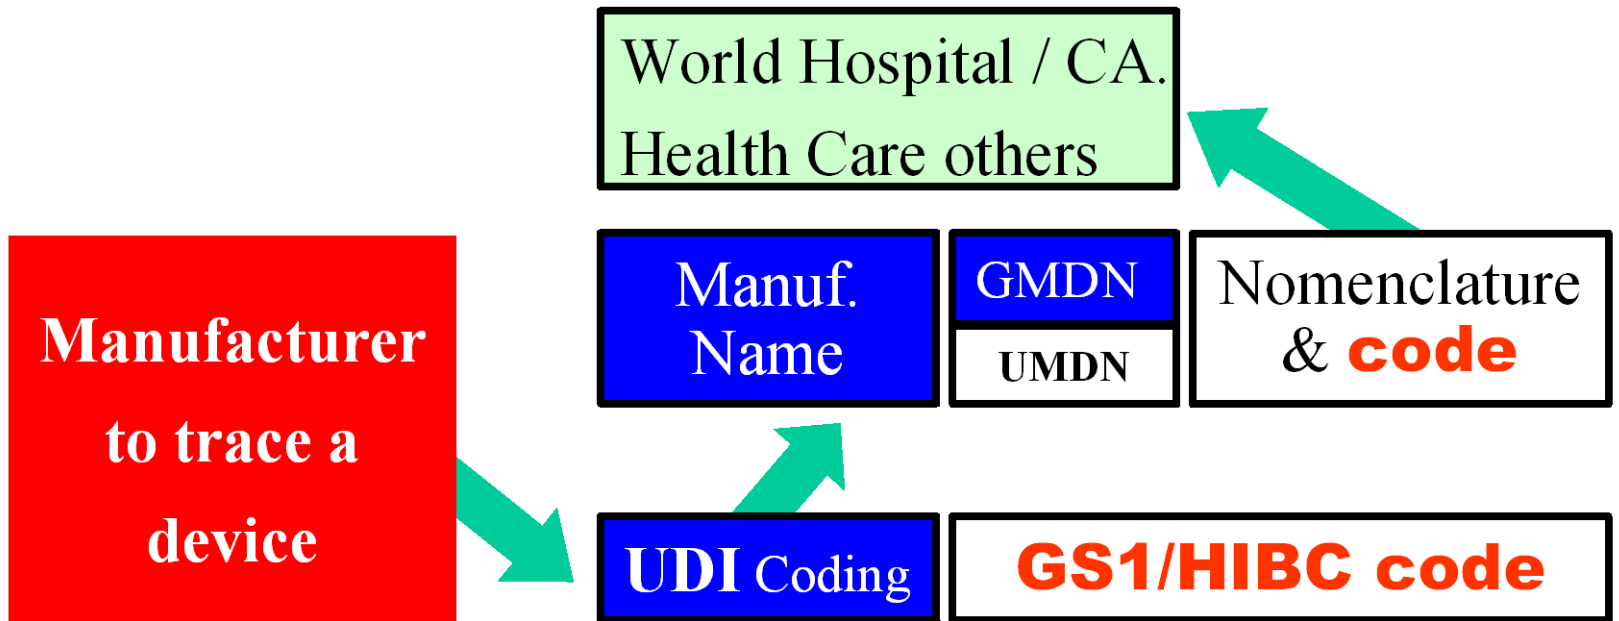 World Hospital / CA.
Health Care others
Manufacturer
to trace a
device
Manuf.
Name
GMDN
UMDN
Nomenclature
& code
UDI Coding
GS1/HIBC code